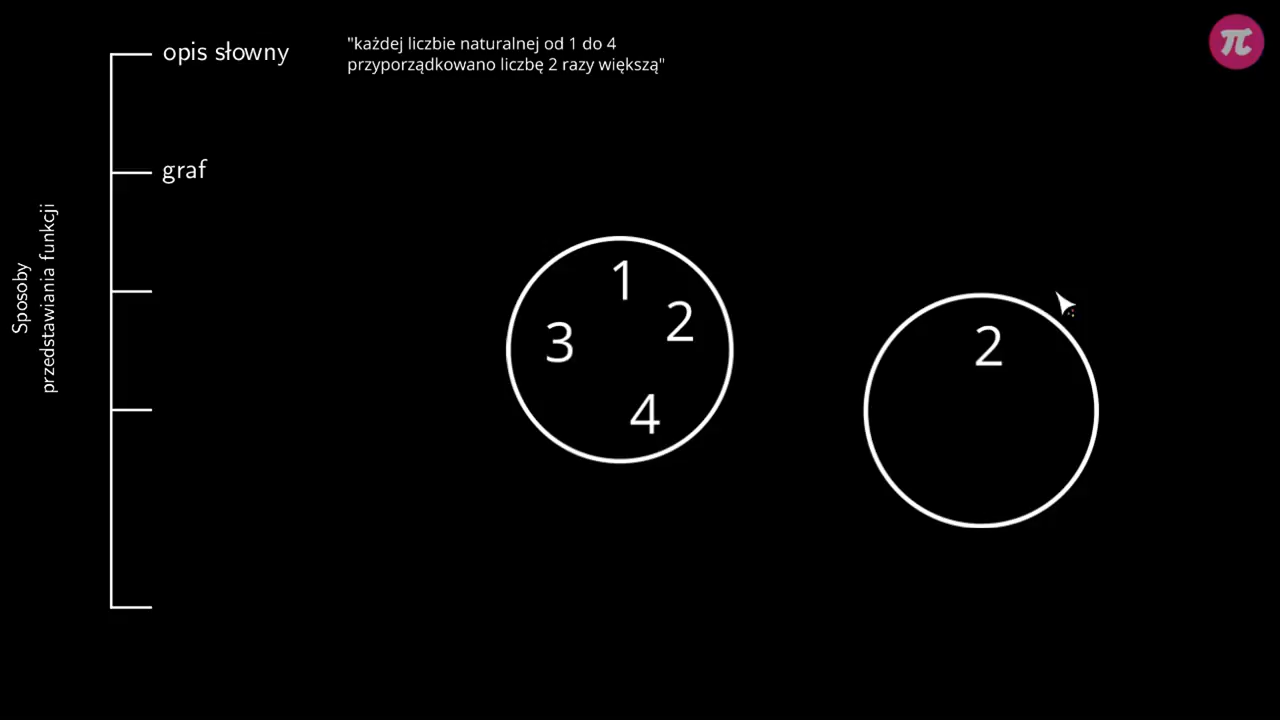 opis słowny
"każdej liczbie naturalnej od 1 do 4
przyporządkowano liczbę 2 razy większą"
π
graf
Sposoby
przedstawiania funkcji
1
2
3
4
2